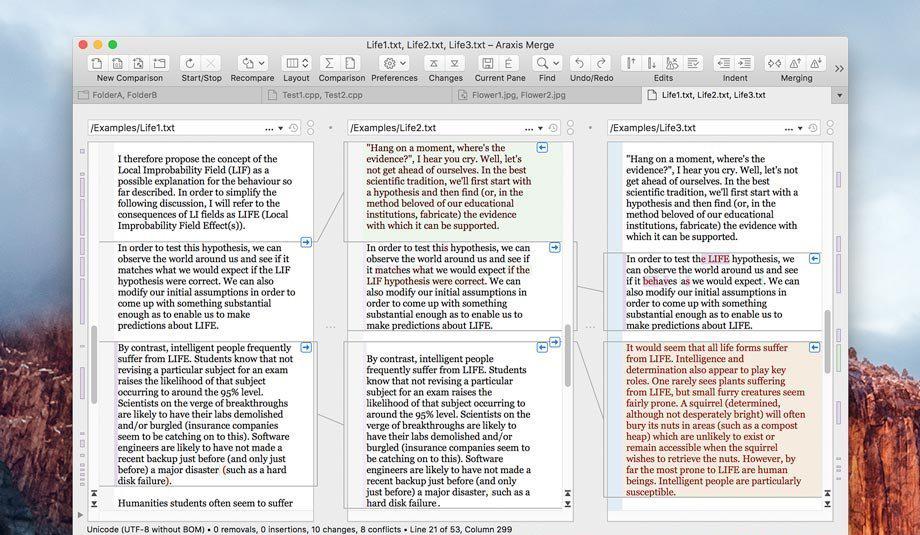 Life1.txt, Life2.txt, Life3.txt – Araxis Merge
New Comparison
Start/Stop
Recompare
Layout
Comparison
Preferences
Changes
Current Pane
Find
Undo/Redo
Edits
Indent
Merging
FolderA, FolderB
Test1.cpp, Test2.cpp
Flower1.jpg, Flower2.jpg
Life1.txt, Life2.txt, Life3.txt
/Examples/Life1.txt
I therefore propose the concept of the
Local Improbability Field (LIF) as a
possible explanation for the behaviour so
far described. In order to simplify the
following discussion, I will refer to the
consequences of LI fields as LIFE (Local
Improbability Field Effect(s)).
In order to test this hypothesis, we can
observe the world around us and see if it
matches what we would expect if the LIF
hypothesis were correct. We can also
modify our initial assumptions in order to
come up with something substantial
enough as to enable us to make
predictions about LIFE.
By contrast, intelligent people frequently
suffer from LIFE. Students know that not
revising a particular subject for an exam
raises the likelihood of that subject
occurring to around the 95% level.
Scientists on the verge of breakthroughs
are likely to have their labs demolished
and/or burgled (insurance companies
seem to be catching on to this). Software
engineers are likely to have not made a
recent backup just before (and only just
before) a major disaster (such as a hard
disk failure).
Humanities students often seem to suffer
/Examples/Life2.txt
"Hang on a moment, where's the
evidence?", I hear you cry. Well, let's
not get ahead of ourselves. In the best
scientific tradition, we'll first start with
a hypothesis and then find (or, in the
method beloved of our educational
institutions, fabricate) the evidence
with which it can be supported.
In order to test this hypothesis, we can
observe the world around us and see if
it matches what we would expect if the
LIF hypothesis were correct. We can
also modify our initial assumptions in
order to come up with something
substantial enough as to enable us to
make predictions about LIFE.
By contrast, intelligent people
frequently suffer from LIFE. Students
know that not revising a particular
subject for an exam raises the
likelihood of that subject occurring to
around the 95% level. Scientists on the
verge of breakthroughs are likely to
have their labs demolished and/or
burgled (insurance companies seem to
be catching on to this). Software
engineers are likely to have not made
a recent backup just before (and only
just before) a major disaster, such as a
hard disk failure.
/Examples/Life3.txt
"Hang on a moment, where's the
evidence?", I hear you cry. Well, let's not
get ahead of ourselves. In the best
scientific tradition, we'll first start with a
hypothesis and then find (or, in the
method beloved of our educational
institutions, fabricate) the evidence with
which it can be supported.
In order to test the LIFE hypothesis, we
can observe the world around us and see
if it behaves as we would expect. We can
also modify our initial assumptions in
order to come up with something
substantial enough as to enable us to
make predictions about LIFE.
It would seem that all life forms suffer
from LIFE. Intelligence and
determination also appear to play key
roles. One rarely sees plants suffering
from LIFE, but small furry creatures seem
fairly prone. A squirrel (determined,
although not desperately bright) will often
bury its nuts in areas (such as a compost
heap) which are unlikely to exist or
remain accessible when the squirrel
wishes to retrieve the nuts. However, by
far the most prone to LIFE are human
beings. Intelligent people are particularly
susceptible.
Unicode (UTF-8 without BOM) • 0 removals, 0 insertions, 10 changes, 8 conflicts • Line 21 of 53, Column 299